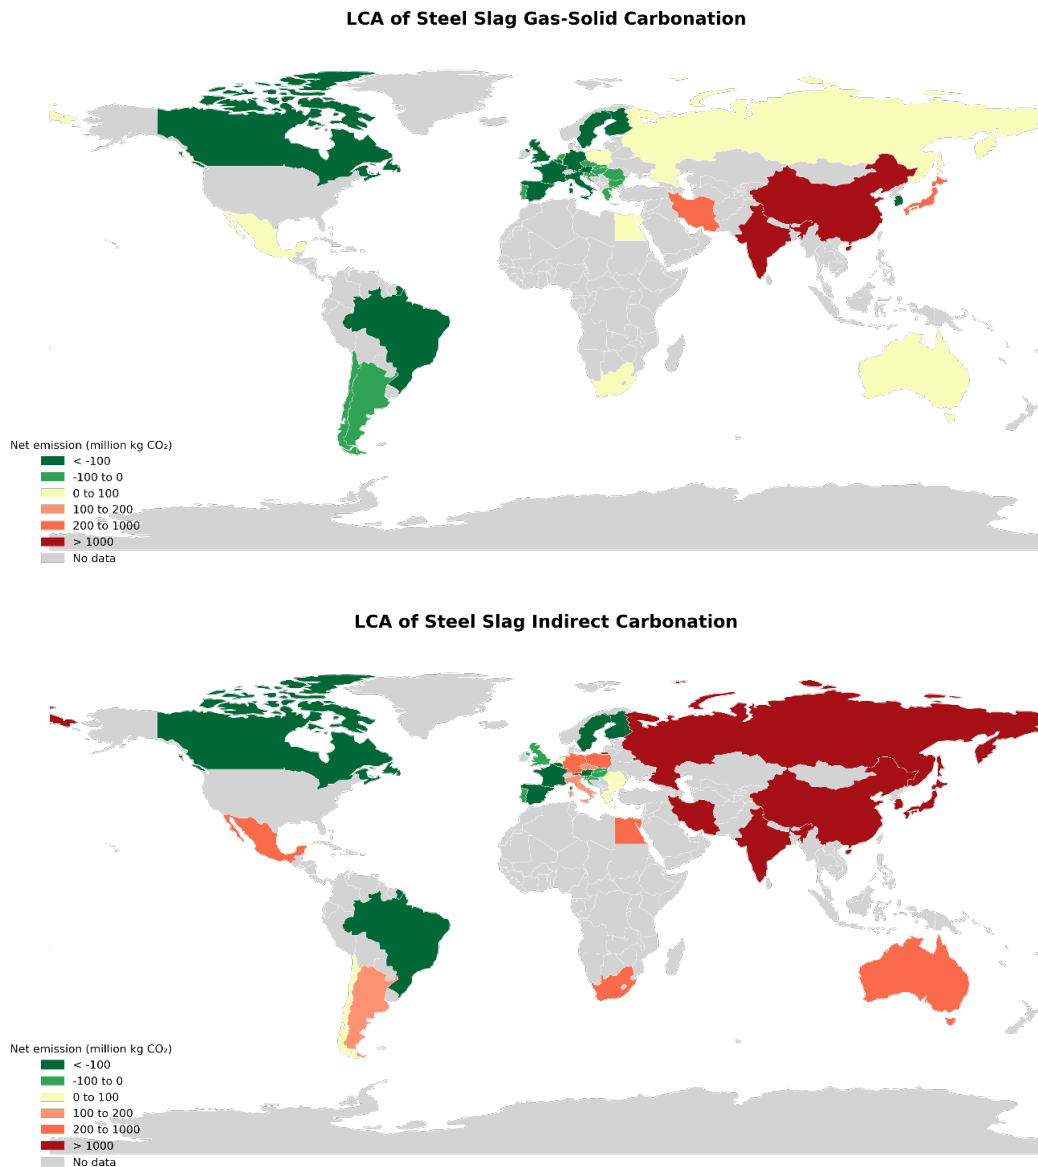 LCA of Steel Slag Gas-Solid Carbonation
Net emission (million kg CO₂)
< -100
-100 to 0
0 to 100
100 to 200
200 to 1000
> 1000
No data
LCA of Steel Slag Indirect Carbonation
Net emission (million kg CO₂)
< -100
-100 to 0
0 to 100
100 to 200
200 to 1000
> 1000
No data